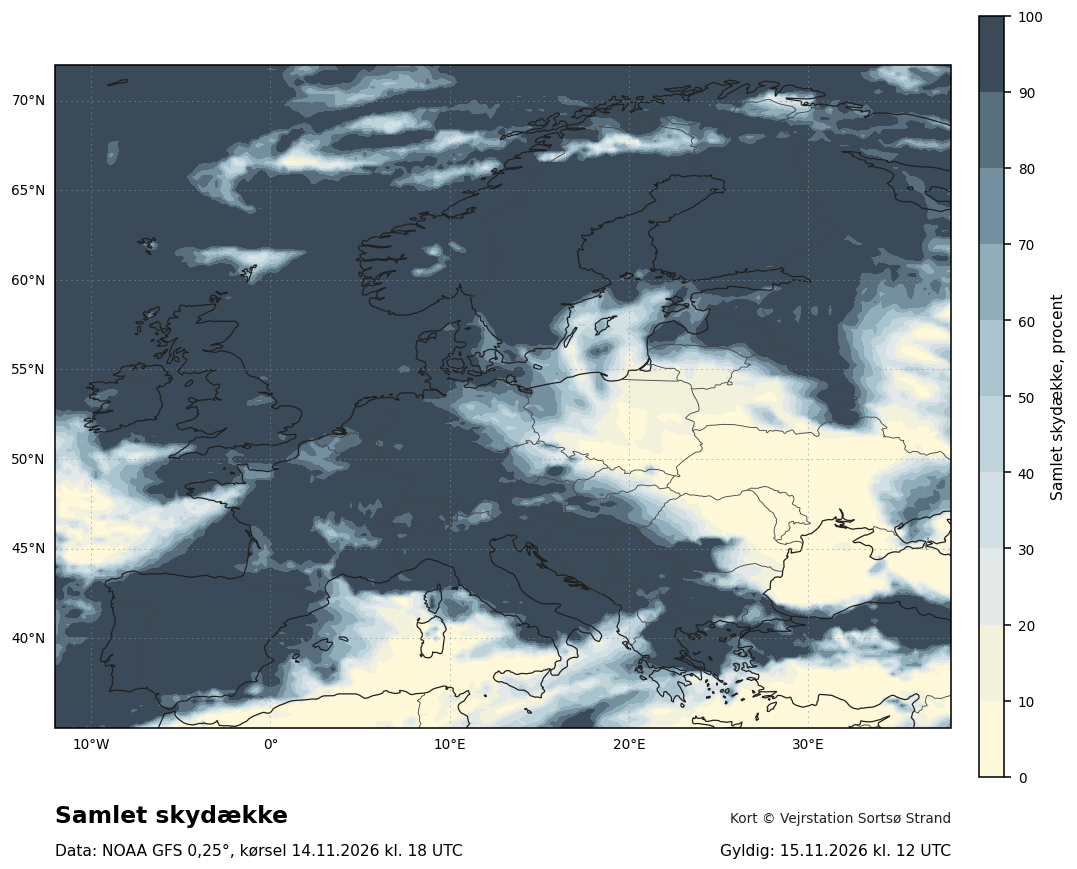 100
90
80
70
60
50
40
30
20
10
0
Samlet skydække, procent
70°N
65°N
60°N
55°N
50°N
45°N
40°N
10°W
0°
10°E
20°E
30°E
Samlet skydække
Kort © Vejrstation Sortsø Strand
Data: NOAA GFS 0,25°, kørsel 14.11.2026 kl. 18 UTC
Gyldig: 15.11.2026 kl. 12 UTC